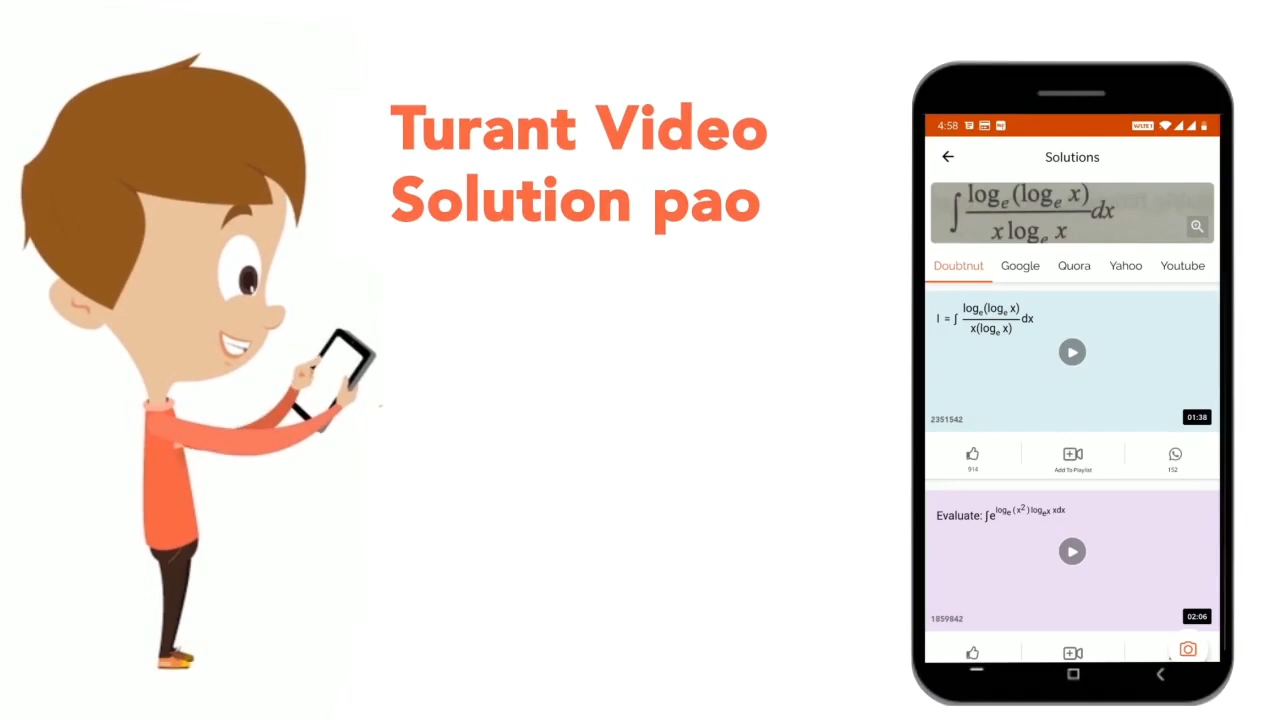 Turant Video
Solution pao
4:58
VoLTE1
Solutions
∫ logₑ(logₑ x) / x logₑ x dx
Doubtnut Google Quora Yahoo Youtube
I = ∫ logₑ(logₑ x) / x(logₑ x) dx
2351542 01:38
914 Add To Playlist 152
Evaluate: ∫e^logₑ(x²)logₑx xdx
1859842 02:06